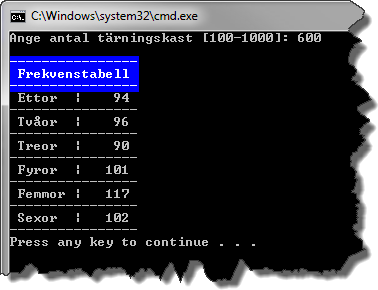 C:\Windows\system32\cmd.exe
Ange antal tärningskast [100-1000]: 600
-----------------
Frekvenstabell
-----------------
Ettor ¦ 94
-----------------
Tvåor ¦ 96
-----------------
Treor ¦ 90
-----------------
Fyror ¦ 101
-----------------
Femmor ¦ 117
-----------------
Sexor ¦ 102
-----------------
Press any key to continue . . .